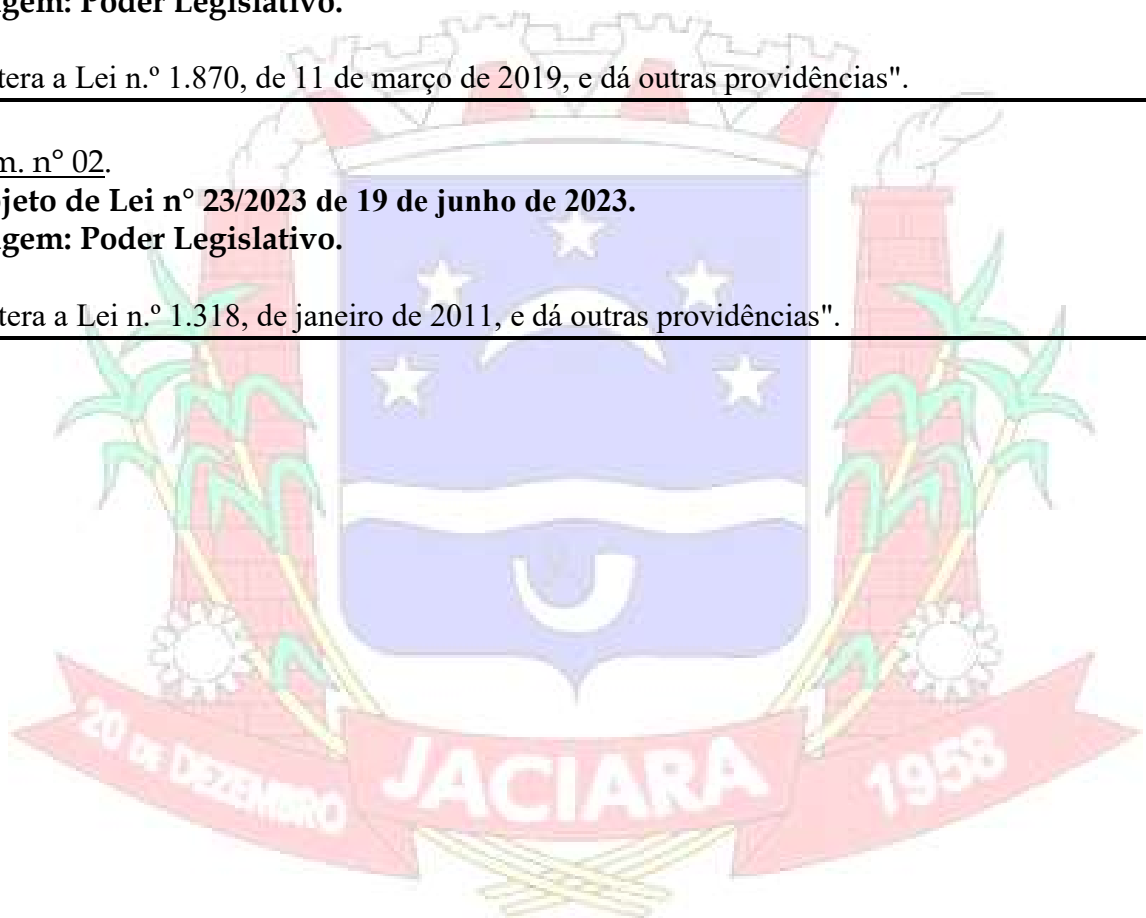 gem: Poder Legislativo.
tera a Lei n.º 1.870, de 11 de março de 2019, e dá outras providências".
m. n° 02.
jeto de Lei n° 23/2023 de 19 de junho de 2023.
gem: Poder Legislativo.
tera a Lei n.º 1.318, de janeiro de 2011, e dá outras providências".
20 DE DEZEMBRO
JACIARA
1958